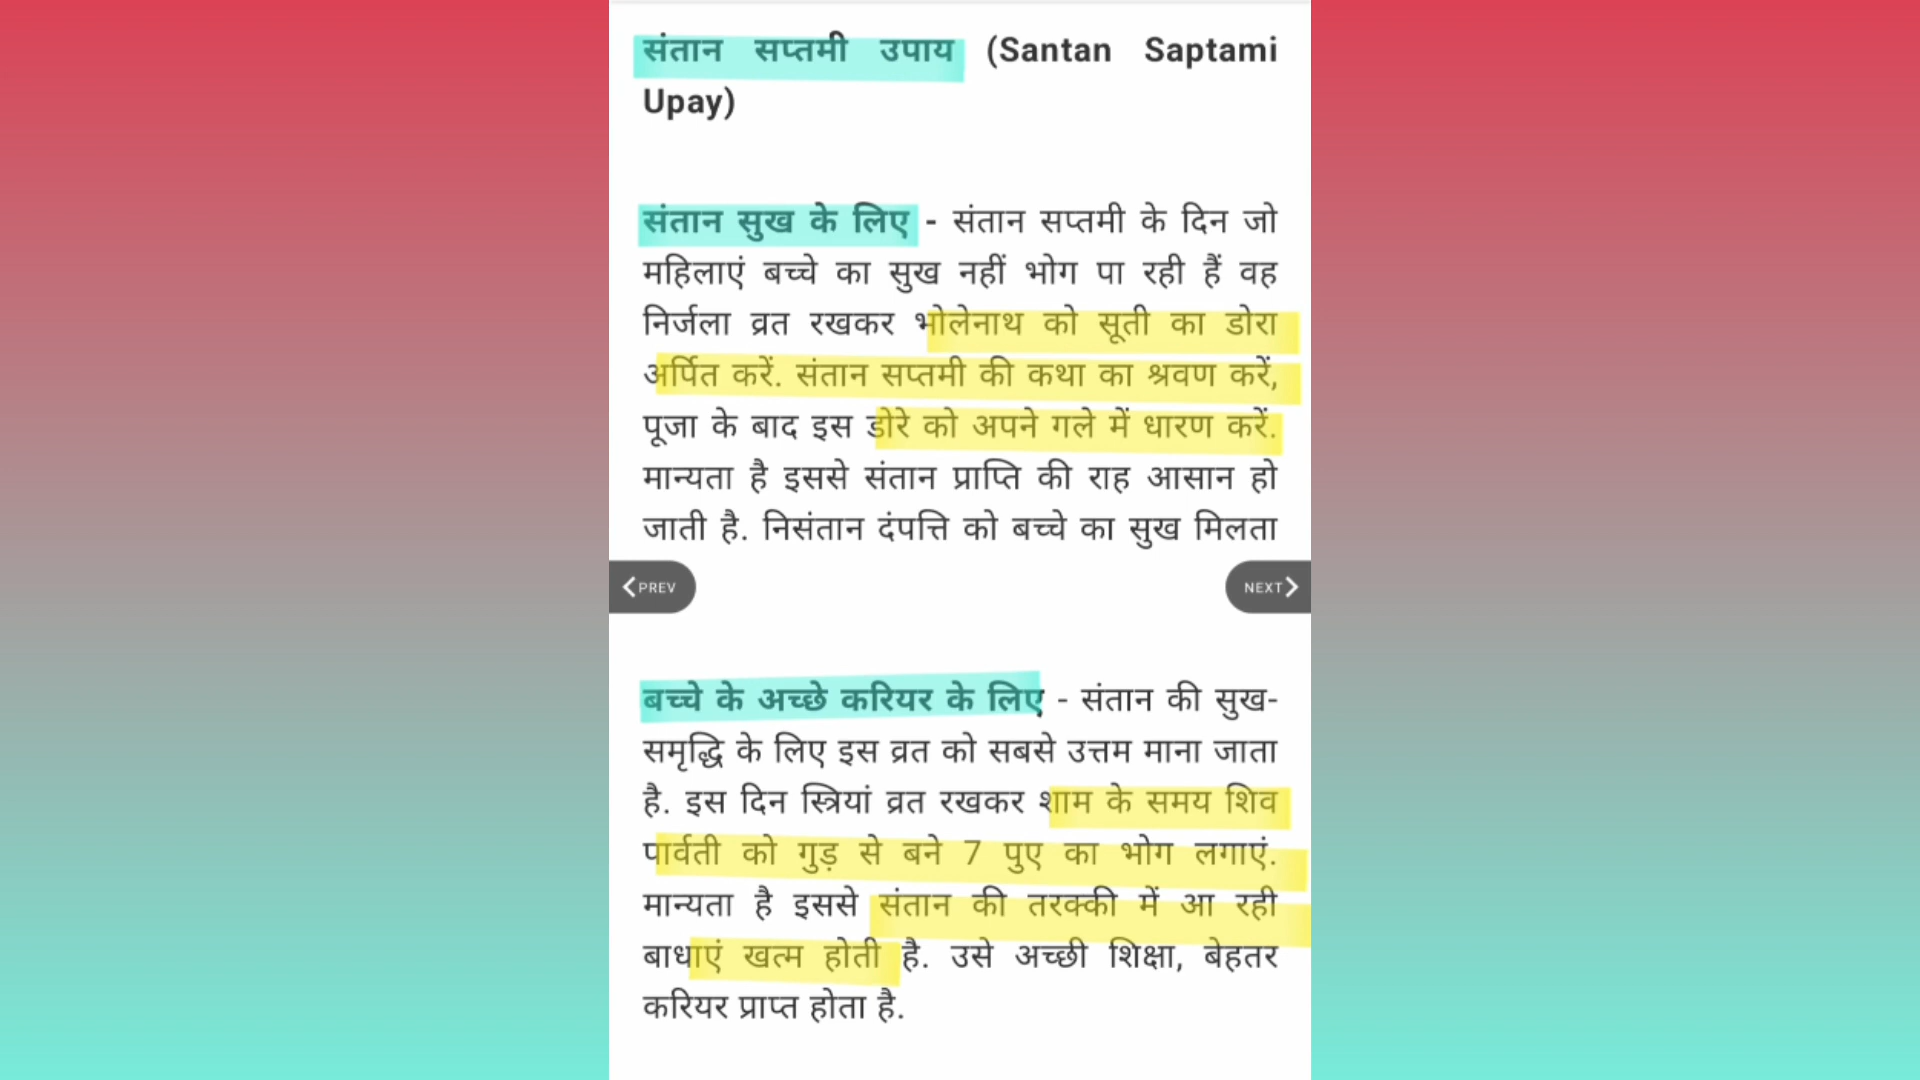 संतान सप्तमी उपाय (Santan Saptami
Upay)
संतान सुख के लिए - संतान सप्तमी के दिन जो
महिलाएं बच्चे का सुख नहीं भोग पा रही हैं वह
निर्जला व्रत रखकर भोलेनाथ को सूती का डोरा
अर्पित करें. संतान सप्तमी की कथा का श्रवण करें,
पूजा के बाद इस डोरे को अपने गले में धारण करें.
मान्यता है इससे संतान प्राप्ति की राह आसान हो
जाती है. निसंतान दंपत्ति को बच्चे का सुख मिलता
PREV
NEXT
बच्चे के अच्छे करियर के लिए - संतान की सुख-
समृद्धि के लिए इस व्रत को सबसे उत्तम माना जाता
है. इस दिन स्त्रियां व्रत रखकर शाम के समय शिव
पार्वती को गुड़ से बने 7 पुए का भोग लगाएं.
मान्यता है इससे संतान की तरक्की में आ रही
बाधाएं खत्म होती है. उसे अच्छी शिक्षा, बेहतर
करियर प्राप्त होता है.